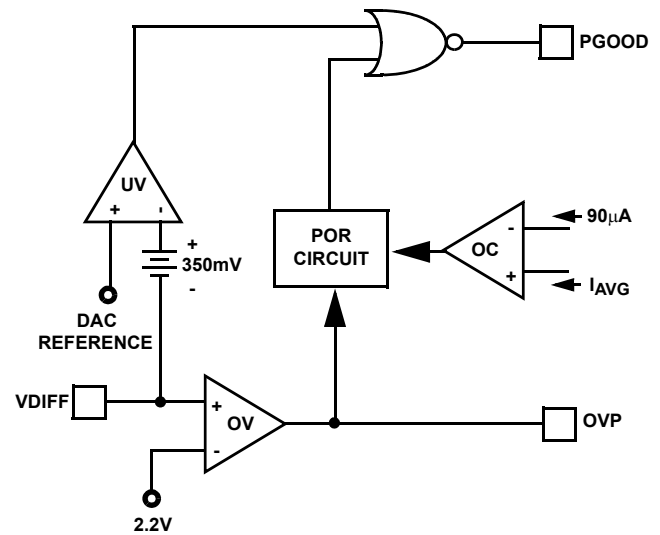 PGOOD
UV
+ -
+
350mV
-
DAC
REFERENCE
POR
CIRCUIT
OC
-
+
90μA
IAVG
VDIFF
+
OV
-
OVP
2.2V